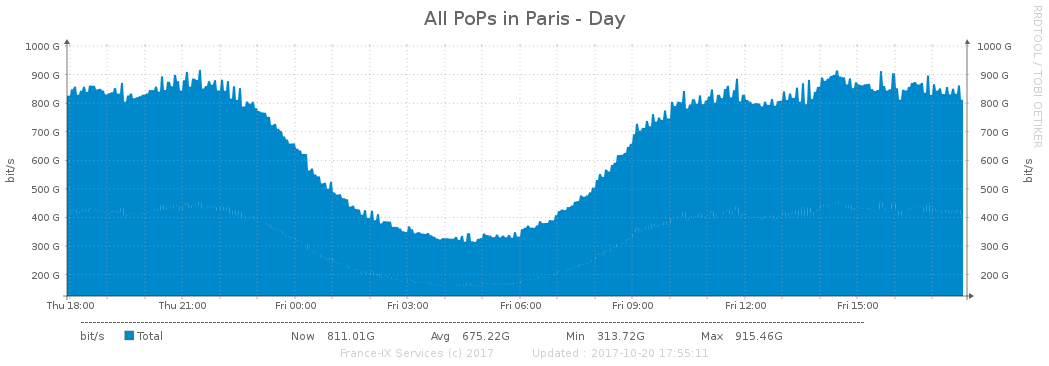 All PoPs in Paris - Day
RRDTOOL / TOBI OETIKER
1000 G 1000 G
900 G 900 G
800 G 800 G
700 G 700 G
600 G 600 G
500 G 500 G
400 G 400 G
300 G 300 G
200 G 200 G
bit/s bit/s
Thu 18:00 Thu 21:00 Fri 00:00 Fri 03:00 Fri 06:00 Fri 09:00 Fri 12:00 Fri 15:00
bit/s Total Now 811.01G Avg 675.22G Min 313.72G Max 915.46G
France-IX Services (c) 2017 Updated : 2017-10-20 17:55:11